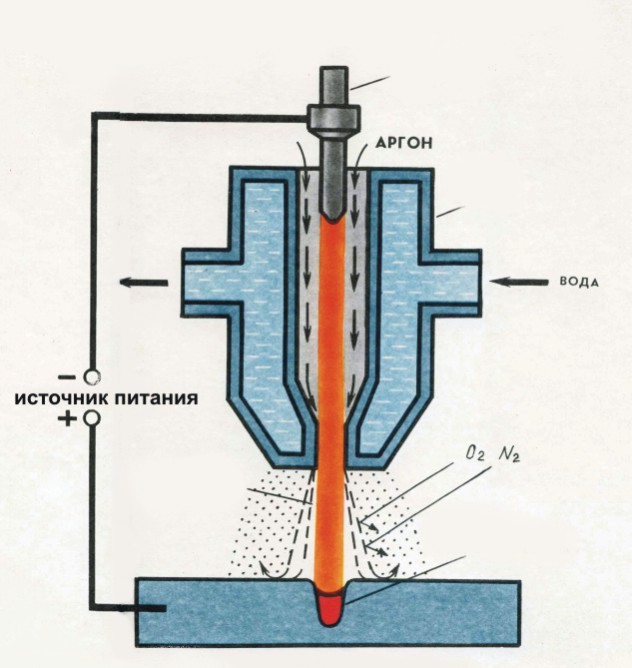 АРГОН
ВОДА
−
источник питания
+
O₂ N₂